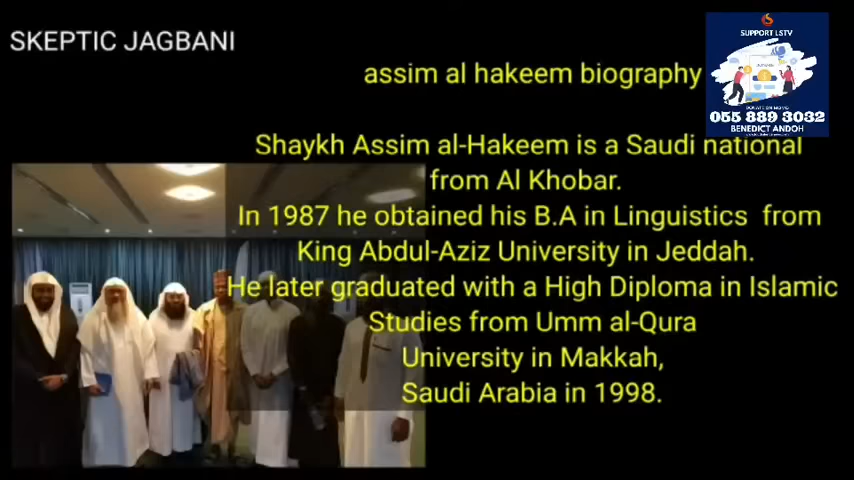 SKEPTIC JAGBANI
SUPPORT LSTV
055 889 3032
BENEDICT ANDOH
assim al hakeem biography
Shaykh Assim al-Hakeem is a Saudi national
from Al Khobar.
In 1987 he obtained his B.A in Linguistics from
King Abdul-Aziz University in Jeddah.
He later graduated with a High Diploma in Islamic
Studies from Umm al-Qura
University in Makkah,
Saudi Arabia in 1998.